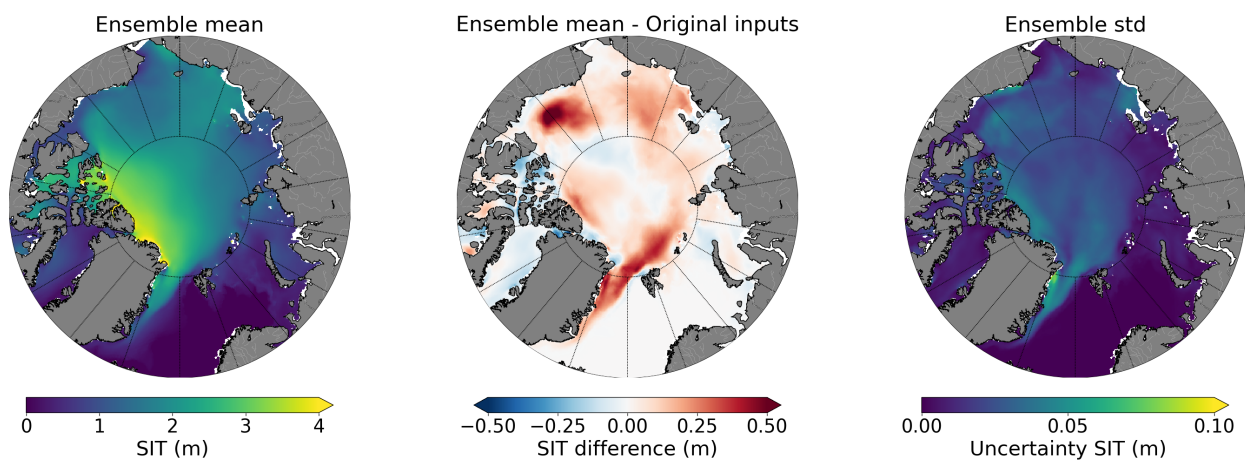 Ensemble mean
Ensemble mean - Original inputs
Ensemble std
0 1 2 3 4
SIT (m)
−0.50 −0.25 0.00 0.25 0.50
SIT difference (m)
0.00 0.05 0.10
Uncertainty SIT (m)